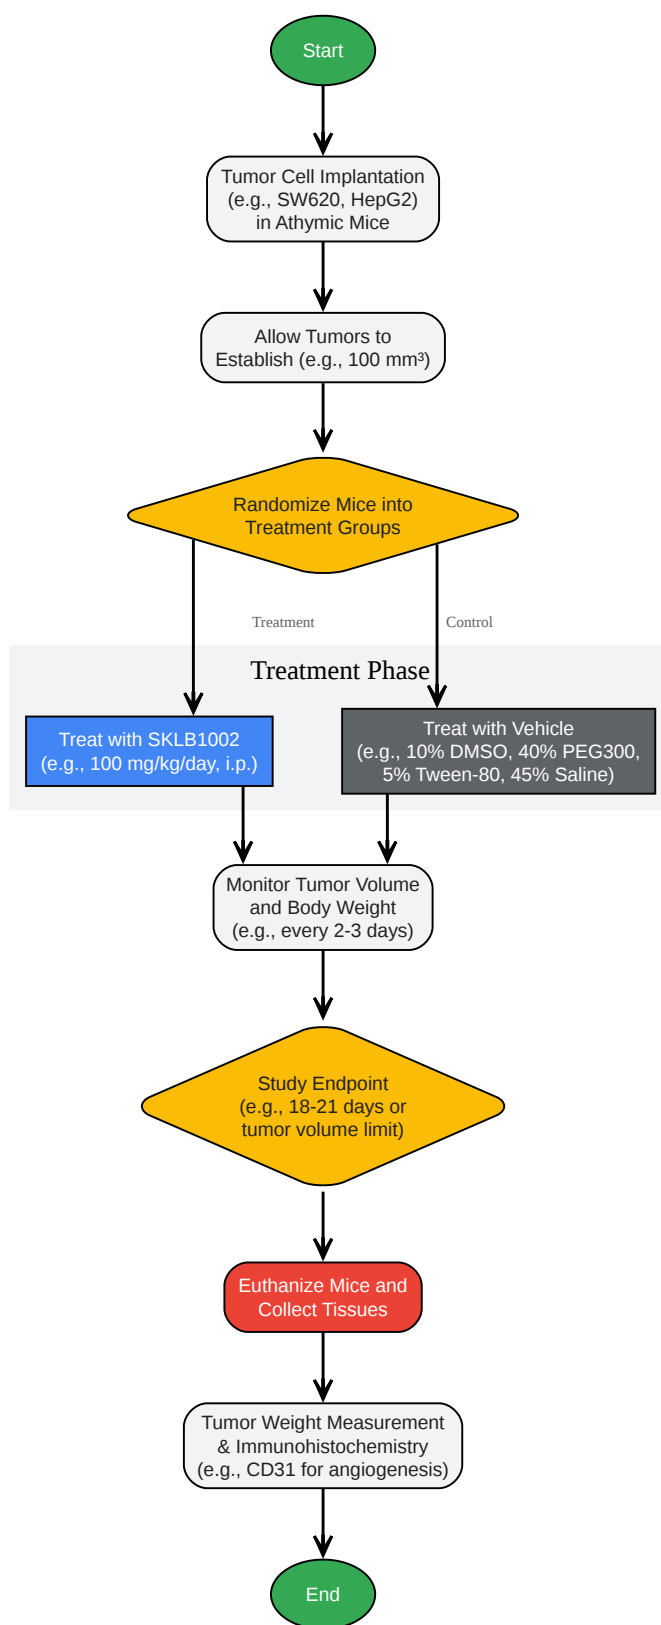 Start
Tumor Cell Implantation
(e.g., SW620, HepG2)
in Athymic Mice
Allow Tumors to
Establish (e.g., 100 mm³)
Randomize Mice into
Treatment Groups
Treatment
Control
Treatment Phase
Treat with SKLB1002
(e.g., 100 mg/kg/day, i.p.)
Treat with Vehicle
(e.g., 10% DMSO, 40% PEG300,
5% Tween-80, 45% Saline)
Monitor Tumor Volume
and Body Weight
(e.g., every 2-3 days)
Study Endpoint
(e.g., 18-21 days or
tumor volume limit)
Euthanize Mice and
Collect Tissues
Tumor Weight Measurement
& Immunohistochemistry
(e.g., CD31 for angiogenesis)
End